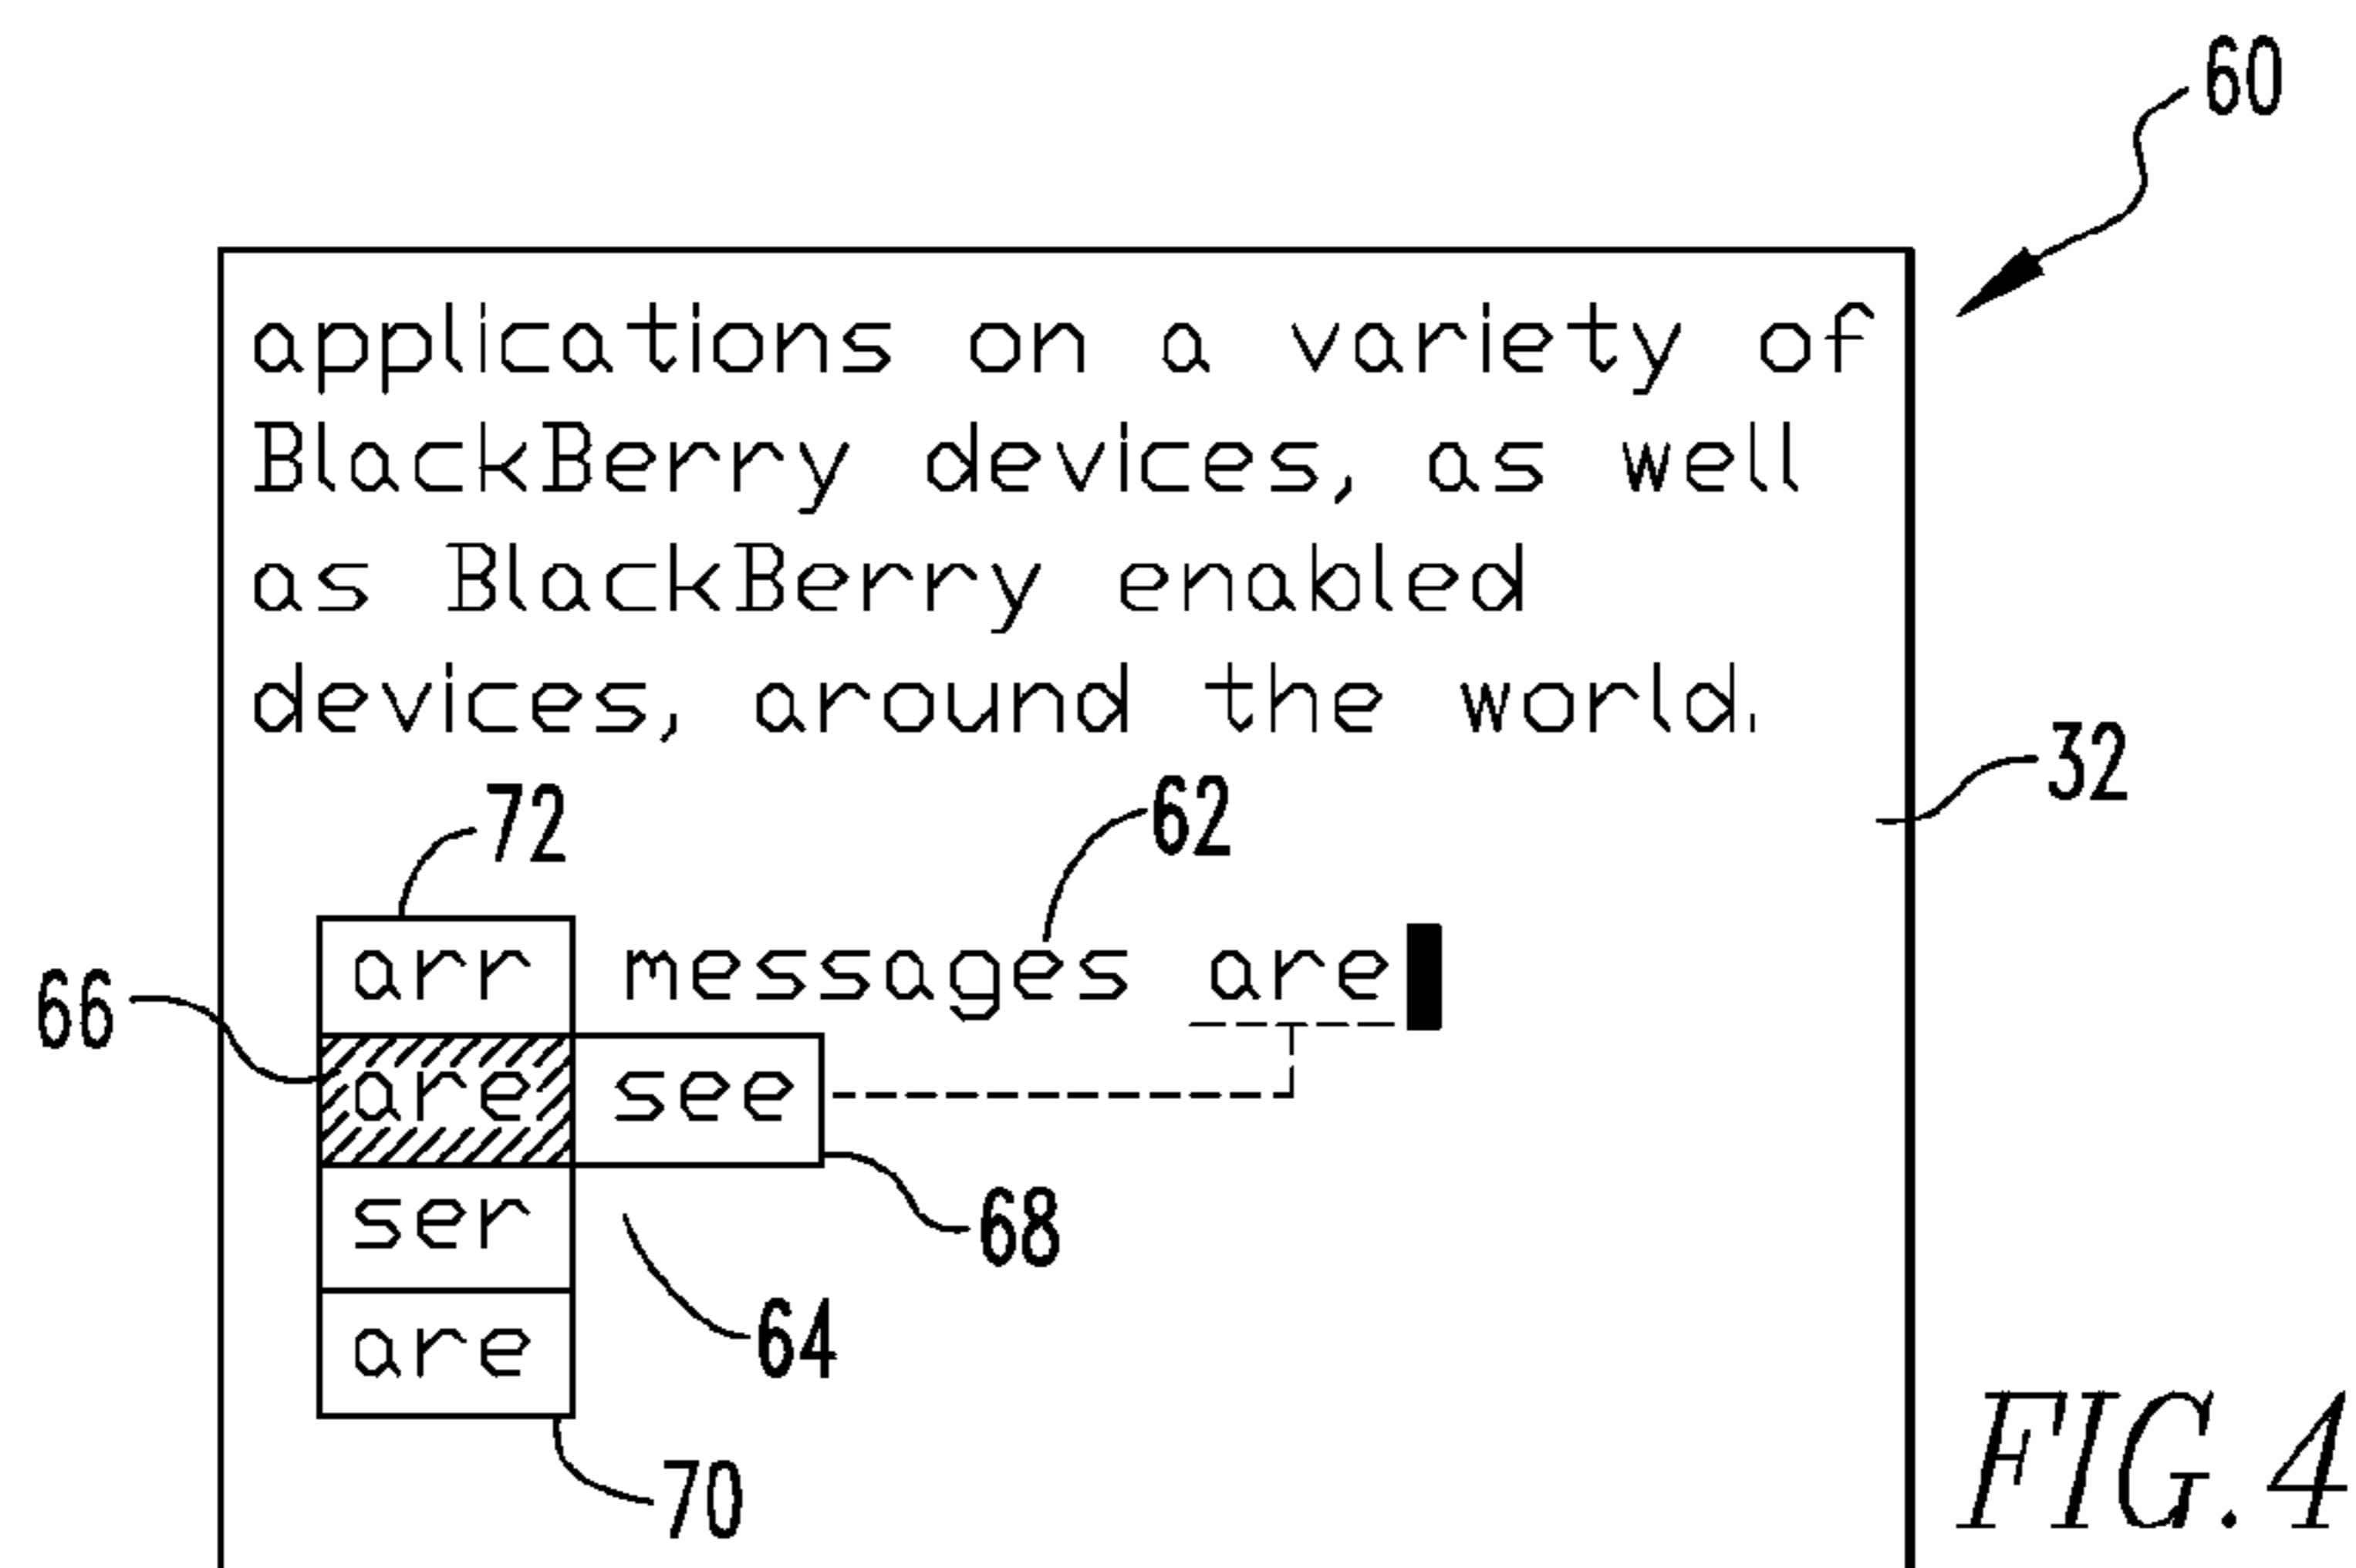 60
applications on a variety of
BlackBerry devices, as well
as BlackBerry enabled
devices, around the world.
32
72
62
arr messages are
66
are see
ser
68
64
are
70
FIG. 4